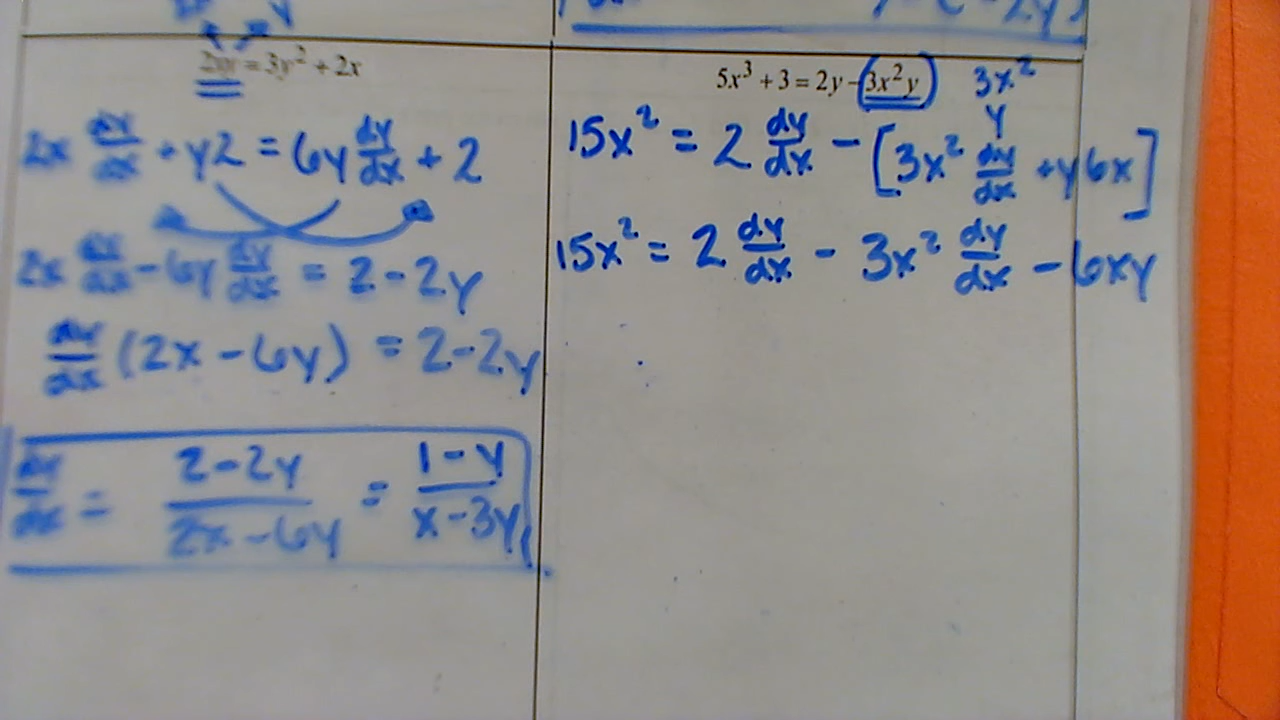 y
2xy = 3y² + 2x
2x dy/dx + y2 = 6y dy/dx + 2
2x dy/dx - 6y dy/dx = 2 - 2y
dy/dx (2x - 6y) = 2 - 2y
dy/dx = 2 - 2y / 2x - 6y = 1 - y / x - 3y
5x³ + 3 = 2y - 3x²y
3x²
y
15x² = 2 dy/dx - [3x² dy/dx + y6x]
15x² = 2 dy/dx - 3x² dy/dx - 6xy